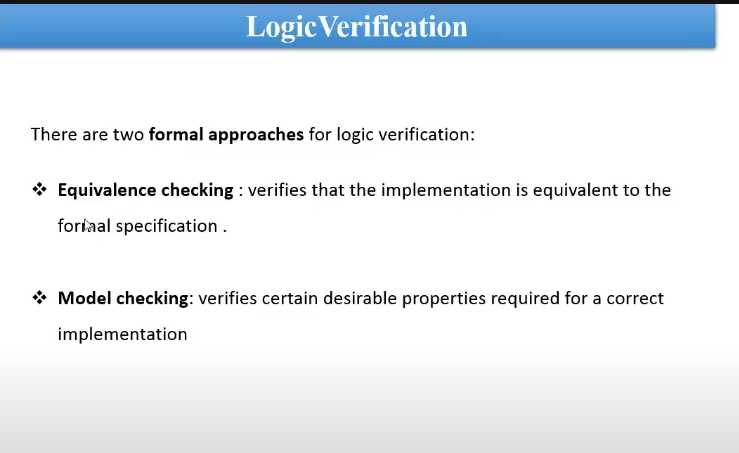 LogicVerification
There are two formal approaches for logic verification:
❖ Equivalence checking : verifies that the implementation is equivalent to the
formal specification .
❖ Model checking: verifies certain desirable properties required for a correct
implementation